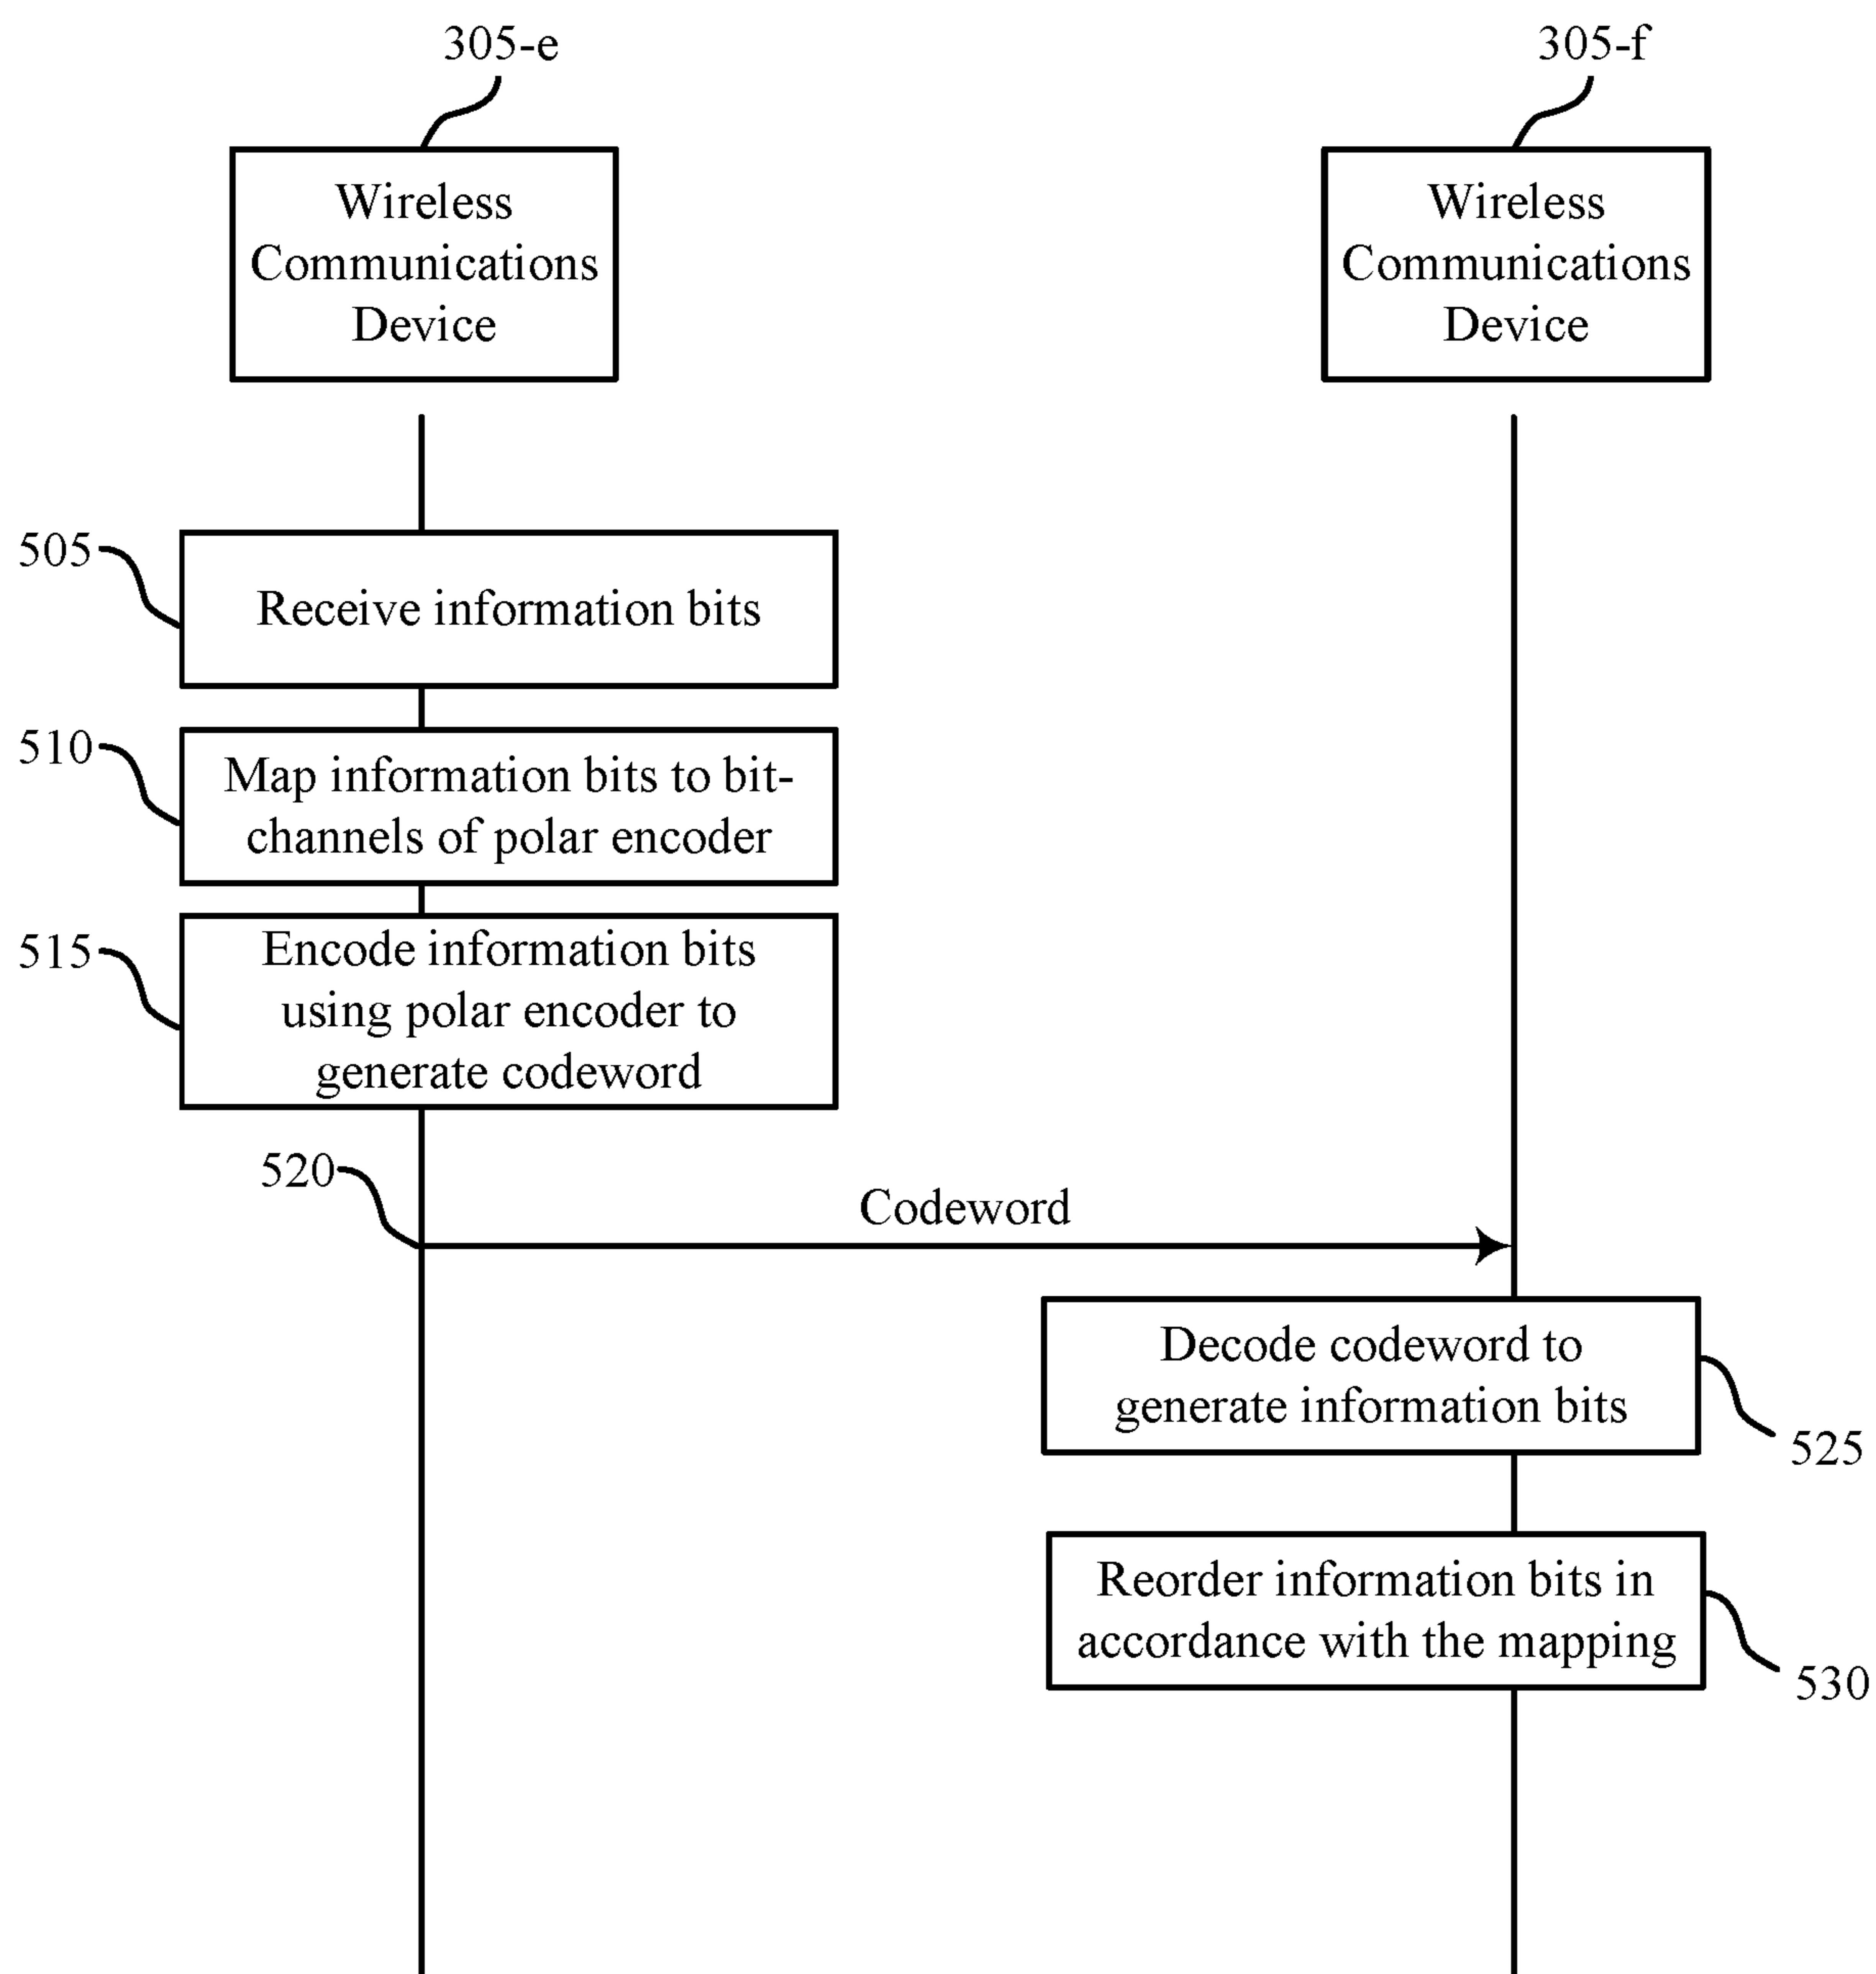 305-e
305-f
Wireless
Communications
Device
Wireless
Communications
Device
505
Receive information bits
510
Map information bits to bit-
channels of polar encoder
515
Encode information bits
using polar encoder to
generate codeword
520
Codeword
Decode codeword to
generate information bits
525
Reorder information bits in
accordance with the mapping
530